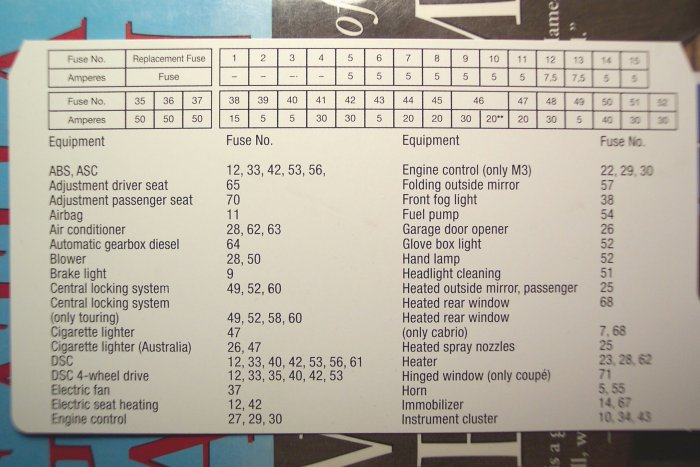 Fuse No. Replacement Fuse 1 2 3 4 5 6 7 8 9 10 11 12 13 14 15
Amperes Fuse – – –· – 5 5 5 5 5 5 5 7,5 7,5 5 5
Fuse No. 35 36 37 38 39 40 41 42 43 44 45 46 47 48 49 50 51 52
Amperes 50 50 50 15 5 5 30 30 5 20 20 30 20** 20 30 5 40 30 30
Equipment Fuse No. Equipment Fuse No.
ABS, ASC 12, 33, 42, 53, 56, Engine control (only M3) 22, 29, 30
Adjustment driver seat 65 Folding outside mirror 57
Adjustment passenger seat 70 Front fog light 38
Airbag 11 Fuel pump 54
Air conditioner 28, 62, 63 Garage door opener 26
Automatic gearbox diesel 64 Glove box light 52
Blower 28, 50 Hand lamp 52
Brake light 9 Headlight cleaning 51
Central locking system 49, 52, 60 Heated outside mirror, passenger 25
Central locking system Heated rear window 68
(only touring) 49, 52, 58, 60 Heated rear window
Cigarette lighter 47 (only cabrio) 7, 68
Cigarette lighter (Australia) 26, 47 Heated spray nozzles 25
DSC 12, 33, 40, 42, 53, 56, 61 Heater 23, 28, 62
DSC 4-wheel drive 12, 33, 35, 40, 42, 53 Hinged window (only coupé) 71
Electric fan 37 Horn 5, 55
Electric seat heating 12, 42 Immobilizer 14, 67
Engine control 27, 29, 30 Instrument cluster 10, 34, 43
of